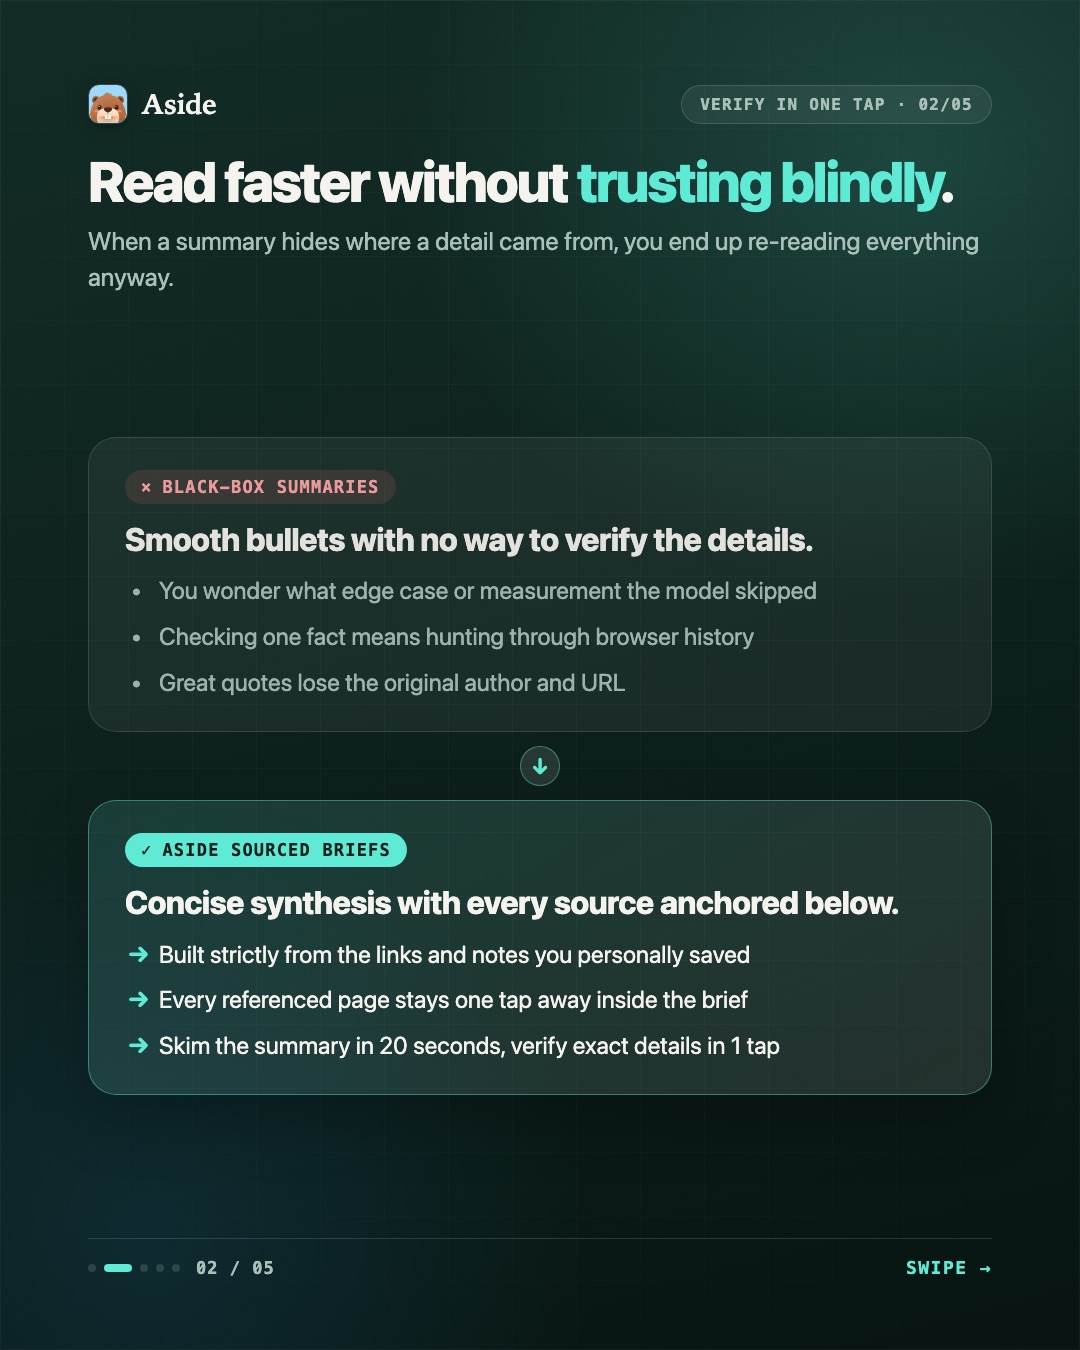 Aside
VERIFY IN ONE TAP · 02/05
Read faster without trusting blindly.
When a summary hides where a detail came from, you end up re-reading everything
anyway.
× BLACK-BOX SUMMARIES
Smooth bullets with no way to verify the details.
• You wonder what edge case or measurement the model skipped
• Checking one fact means hunting through browser history
• Great quotes lose the original author and URL
↓
✓ ASIDE SOURCED BRIEFS
Concise synthesis with every source anchored below.
→ Built strictly from the links and notes you personally saved
→ Every referenced page stays one tap away inside the brief
→ Skim the summary in 20 seconds, verify exact details in 1 tap
02 / 05
SWIPE →